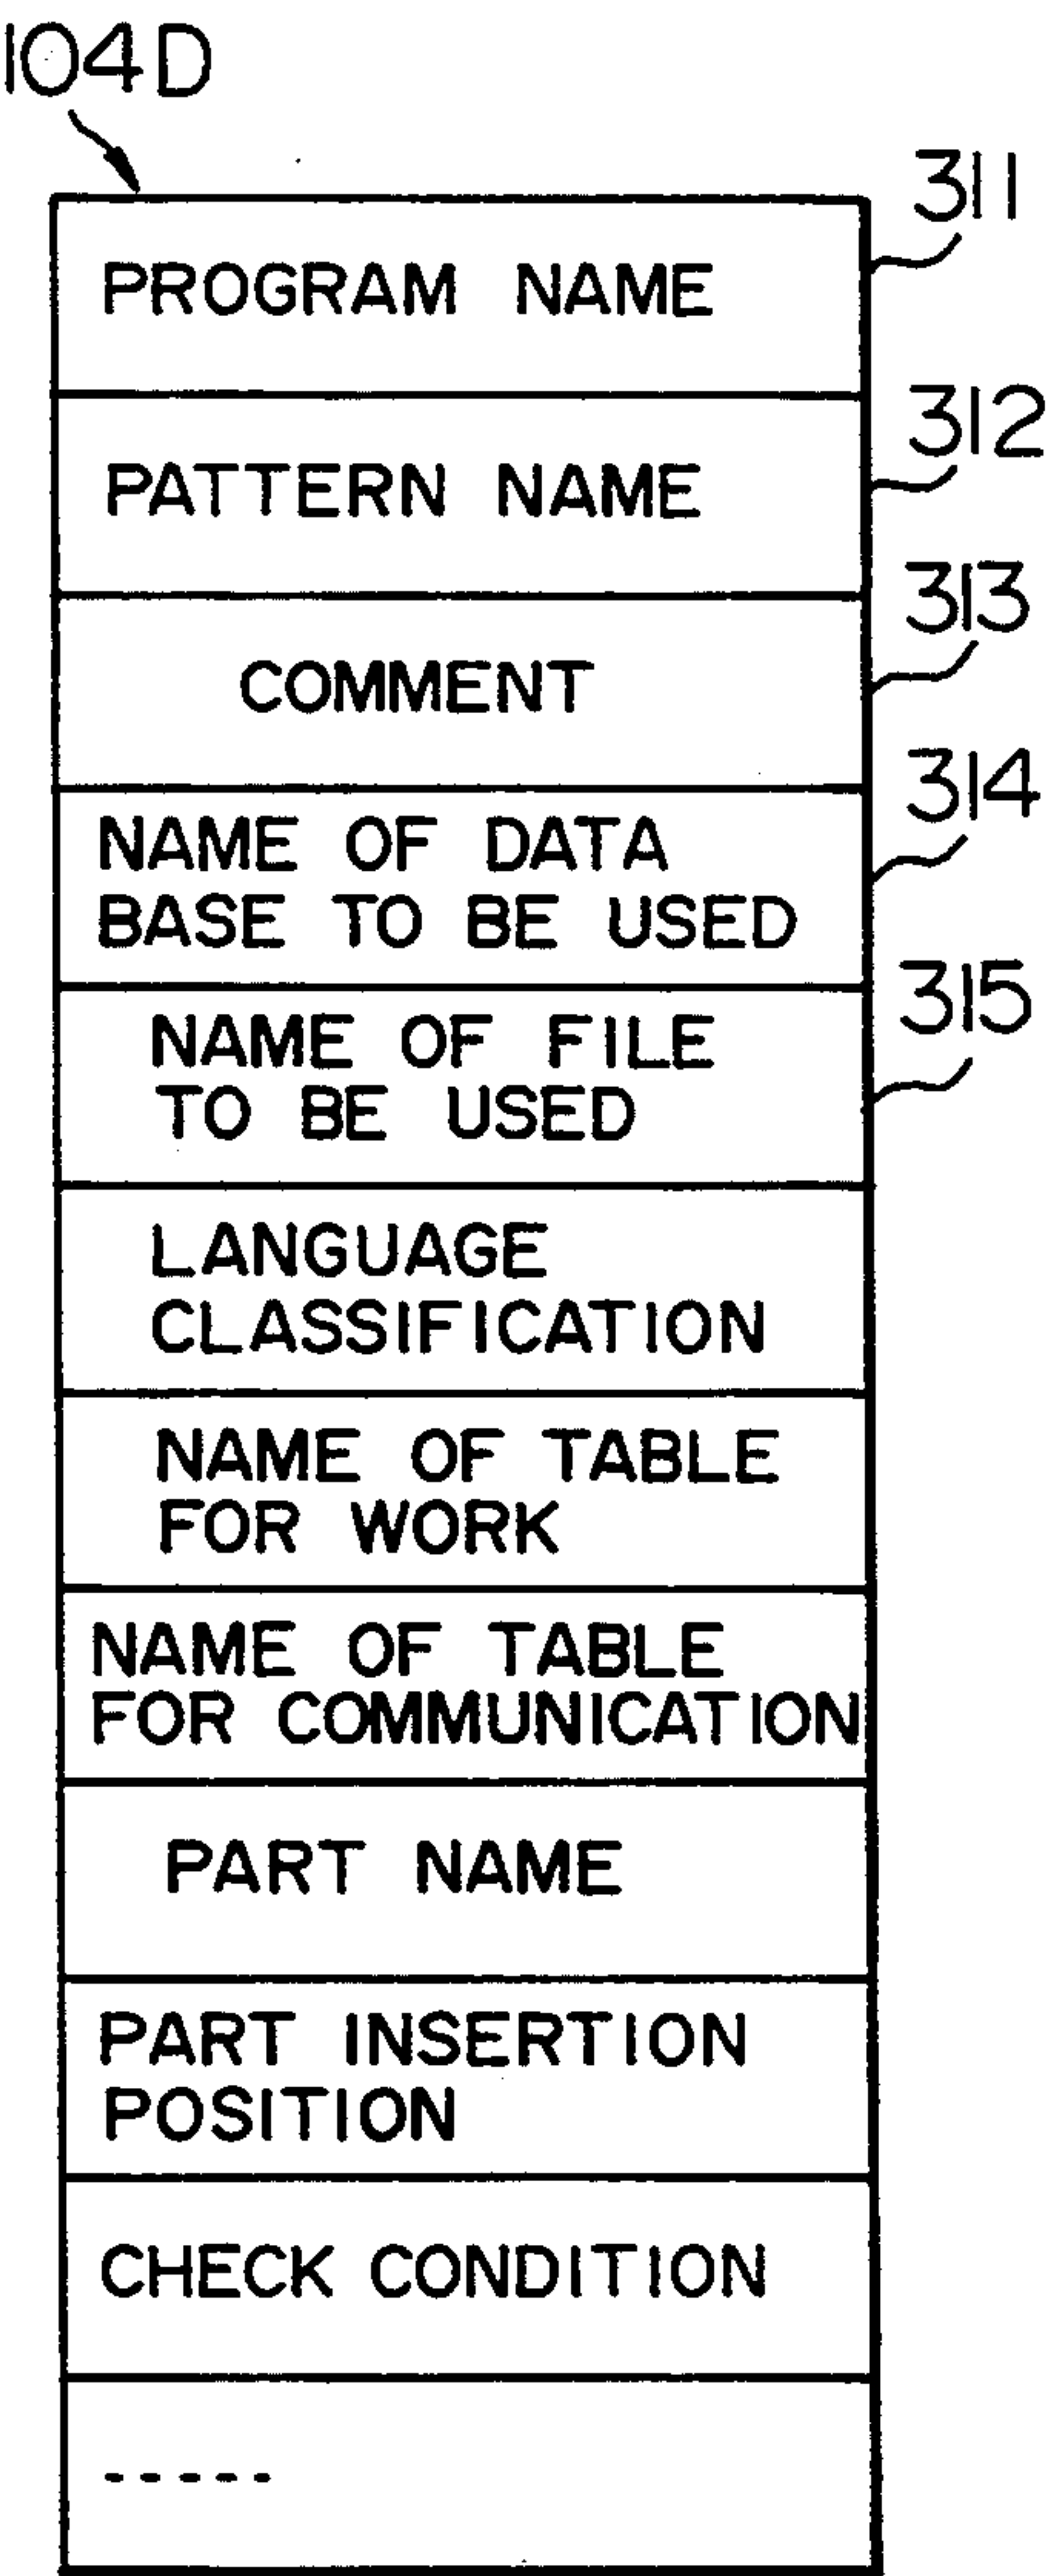 104D
311
PROGRAM NAME
312
PATTERN NAME
313
COMMENT
314
NAME OF DATA
BASE TO BE USED
315
NAME OF FILE
TO BE USED
LANGUAGE
CLASSIFICATION
NAME OF TABLE
FOR WORK
NAME OF TABLE
FOR COMMUNICATION
PART NAME
PART INSERTION
POSITION
CHECK CONDITION
-----